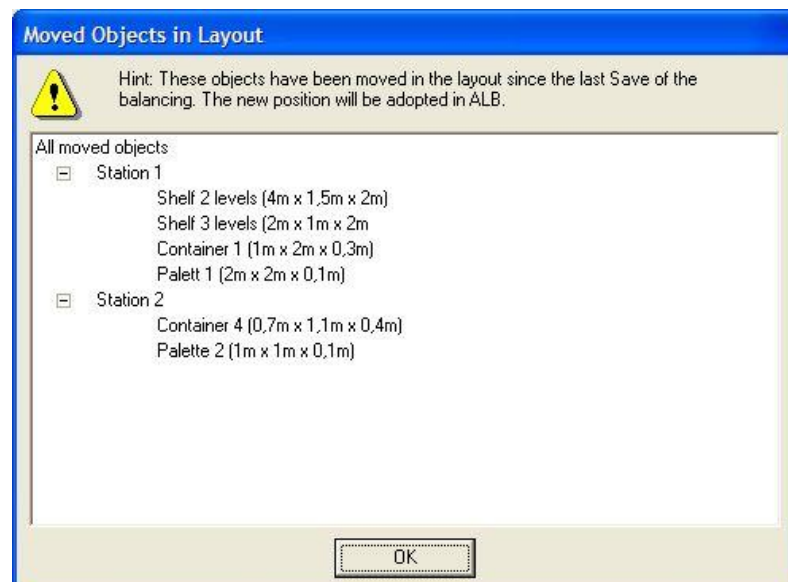 Moved Objects in Layout
Hint: These objects have been moved in the layout since the last Save of the
balancing. The new position will be adopted in ALB.
All moved objects
Station 1
Shelf 2 levels (4m x 1,5m x 2m)
Shelf 3 levels (2m x 1m x 2m
Container 1 (1m x 2m x 0,3m)
Palett 1 (2m x 2m x 0,1m)
Station 2
Container 4 (0,7m x 1,1m x 0,4m)
Palette 2 (1m x 1m x 0,1m)
OK